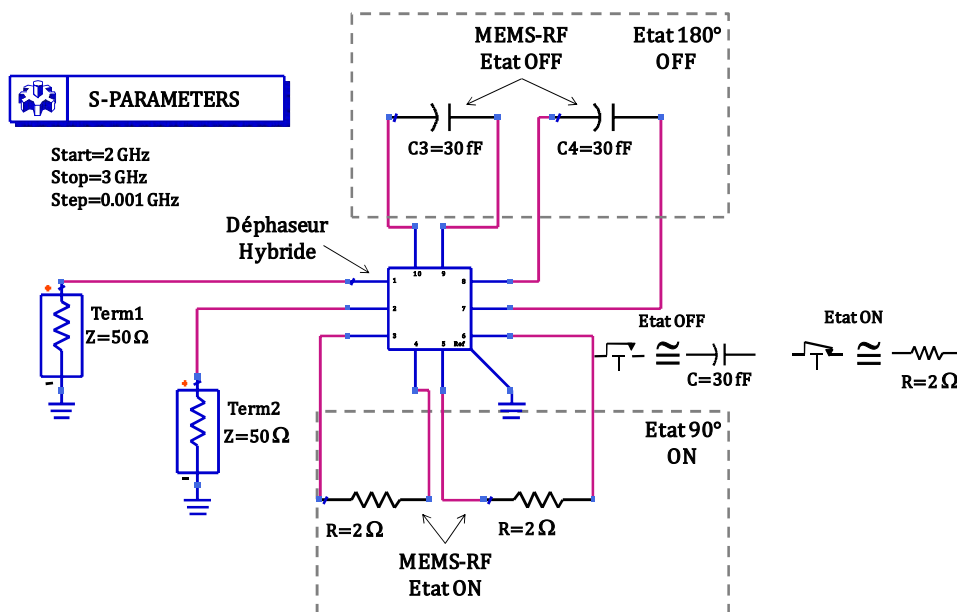 MEMS-RF
Etat OFF
Etat 180°
OFF
S-PARAMETERS
C3=30 fF
C4=30 fF
Start=2 GHz
Stop=3 GHz
Step=0.001 GHz
Déphaseur
Hybride
10
9
1
8
2
7
3
6
4
5
Ref
+
Term1
Z=50 Ω
-
+
Term2
Z=50 Ω
-
Etat OFF
≅
C=30 fF
Etat ON
≅
R=2 Ω
Etat 90°
ON
R=2 Ω
R=2 Ω
MEMS-RF
Etat ON